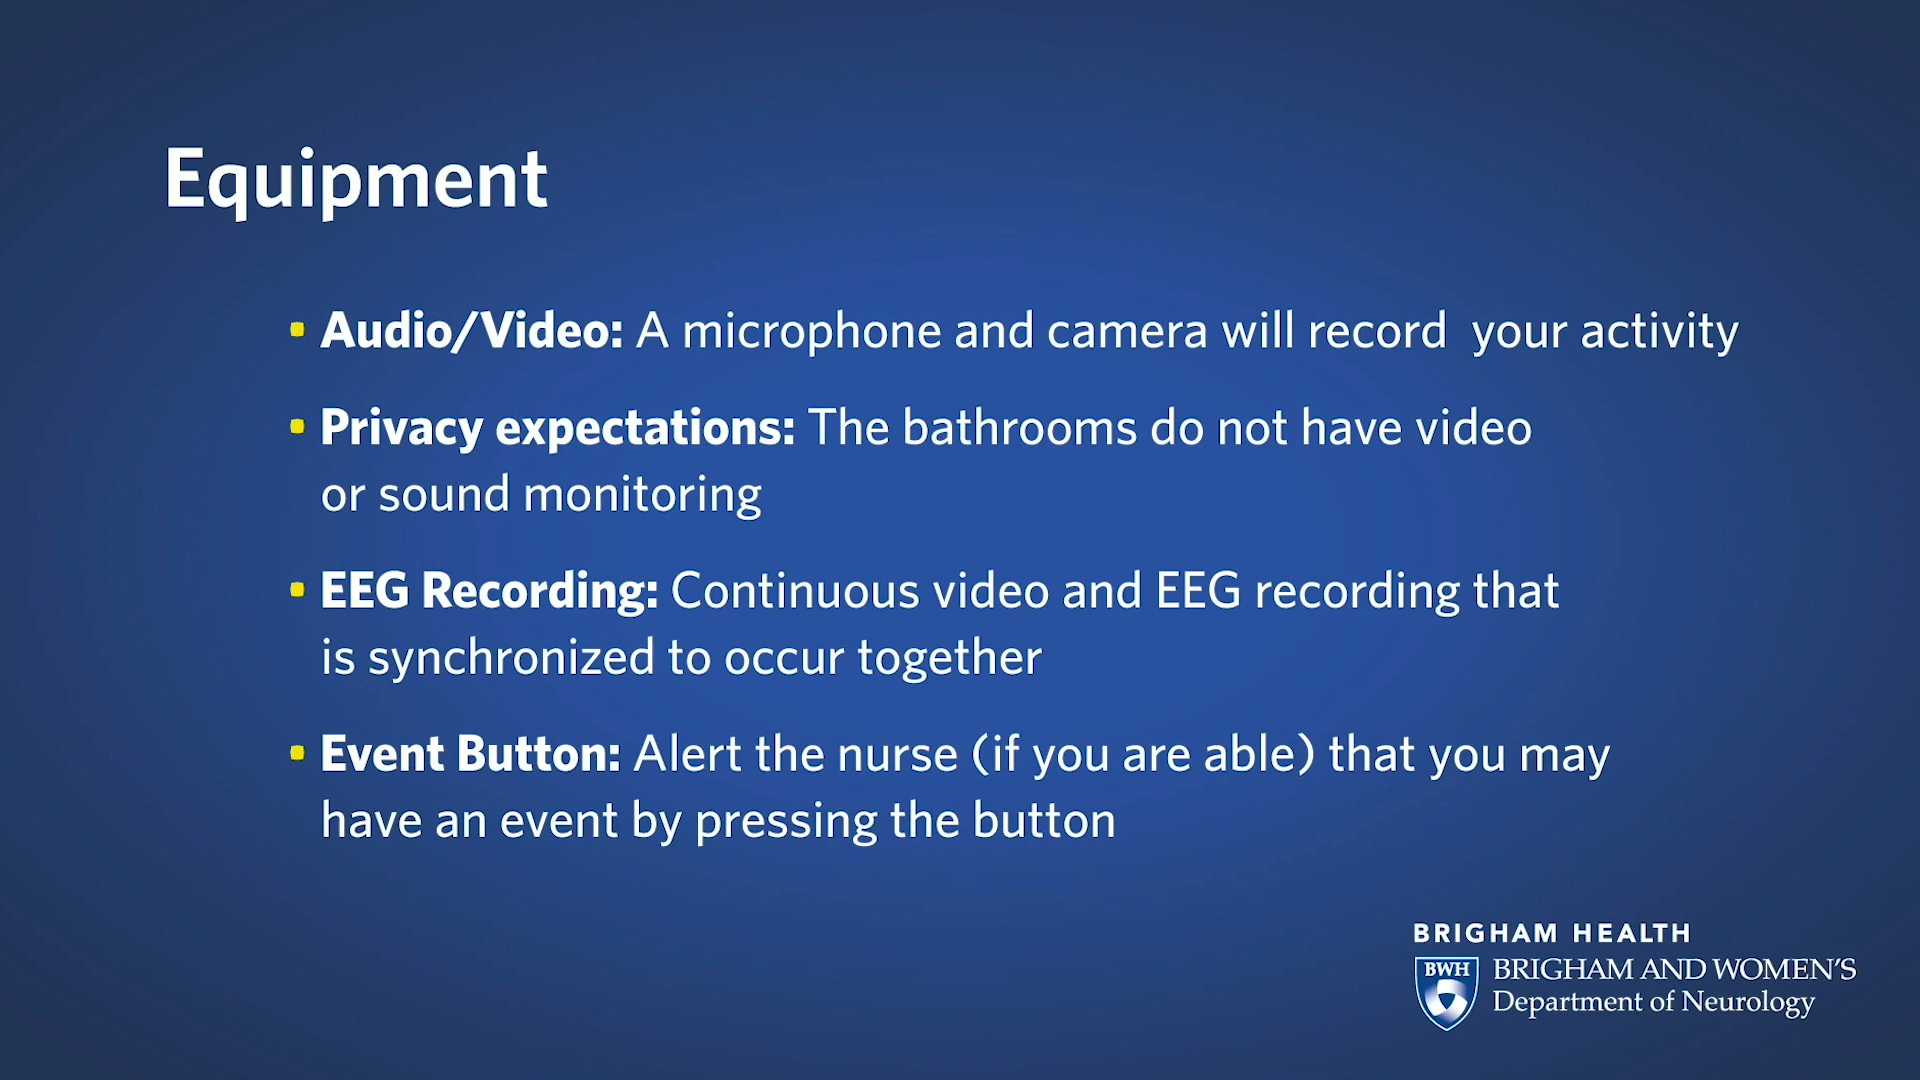 Equipment
▪ Audio/Video: A microphone and camera will record  your activity
▪ Privacy expectations: The bathrooms do not have video
or sound monitoring
▪ EEG Recording: Continuous video and EEG recording that
is synchronized to occur together
▪ Event Button: Alert the nurse (if you are able) that you may
have an event by pressing the button
BRIGHAM HEALTH
BWH BRIGHAM AND WOMEN'S
Department of Neurology